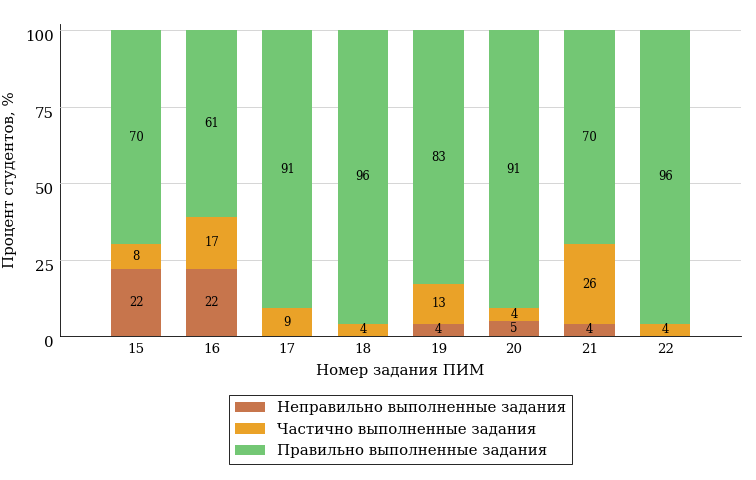 100
75
50
25
0
Процент студентов, %
70 61 91 96 83 91 70 96
8 17 9 4 13 4 26 4
22 22 4 5 4
15 16 17 18 19 20 21 22
Номер задания ПИМ
Неправильно выполненные задания
Частично выполненные задания
Правильно выполненные задания